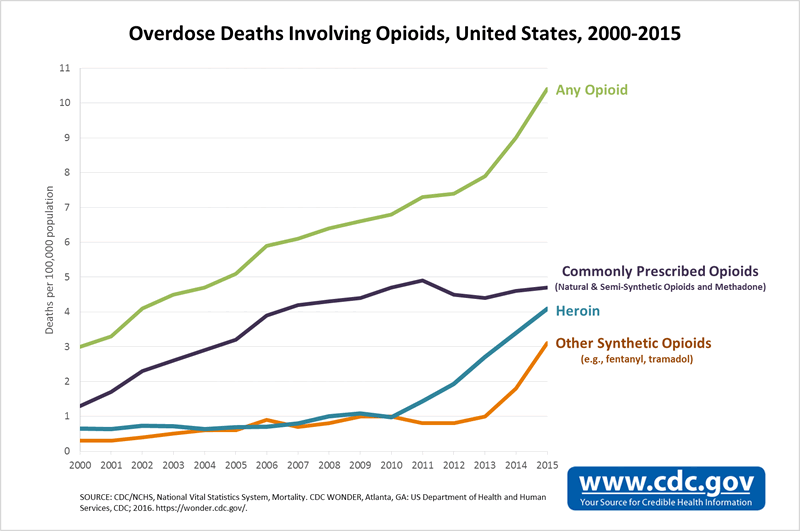 Overdose Deaths Involving Opioids, United States, 2000-2015
Deaths per 100,000 population
11
10
9
8
7
6
5
4
3
2
1
0
2000 2001 2002 2003 2004 2005 2006 2007 2008 2009 2010 2011 2012 2013 2014 2015
Any Opioid
Commonly Prescribed Opioids
(Natural & Semi-Synthetic Opioids and Methadone)
Heroin
Other Synthetic Opioids
(e.g., fentanyl, tramadol)
SOURCE: CDC/NCHS, National Vital Statistics System, Mortality. CDC WONDER, Atlanta, GA: US Department of Health and Human
Services, CDC; 2016. https://wonder.cdc.gov/.
www.cdc.gov
Your Source for Credible Health Information